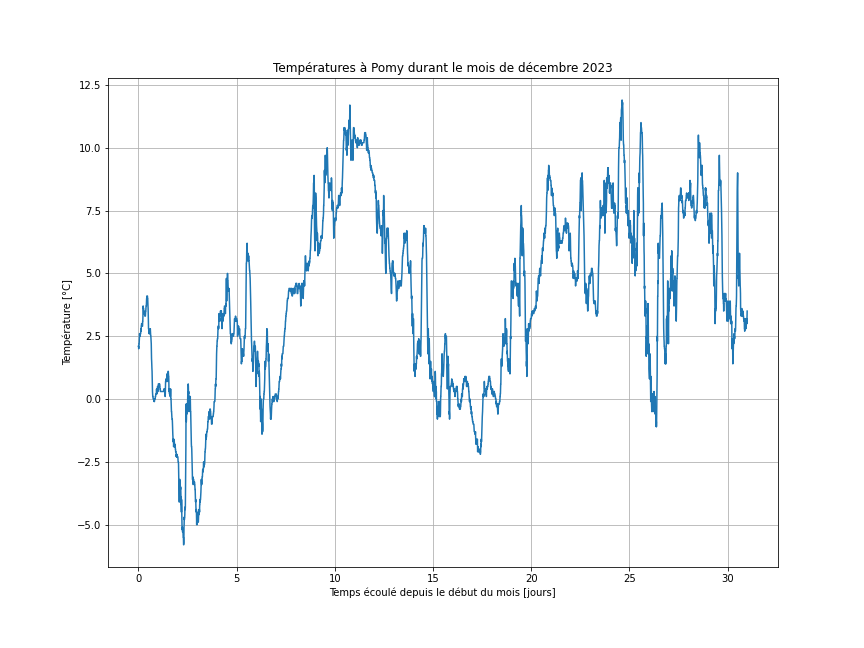 Températures à Pomy durant le mois de décembre 2023
12.5
10.0
7.5
5.0
2.5
0.0
−2.5
−5.0
Température [°C]
0 5 10 15 20 25 30
Temps écoulé depuis le début du mois [jours]